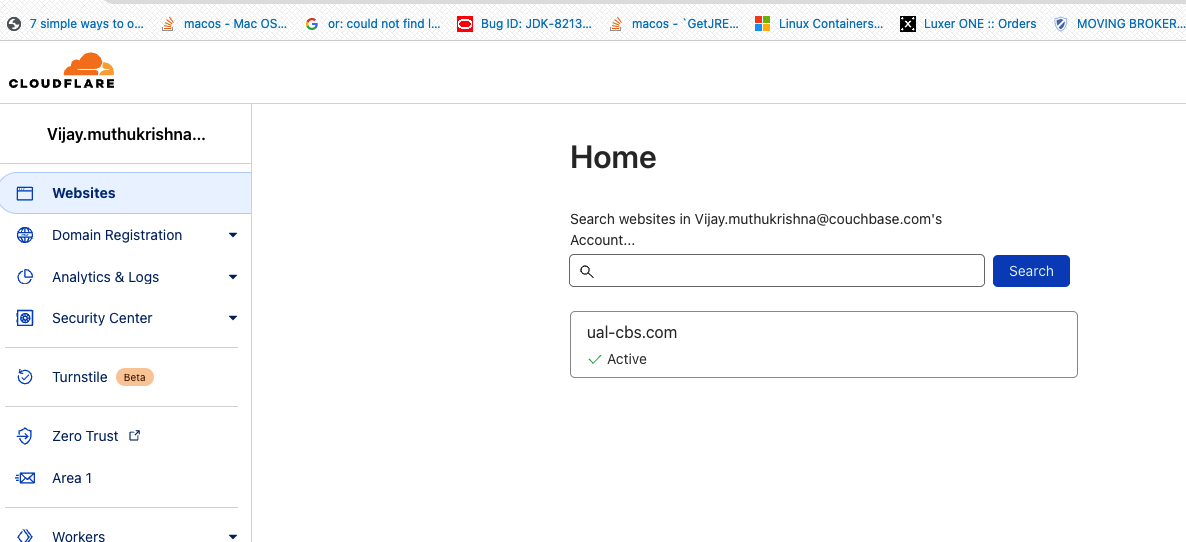 7 simple ways to o...
macos - Mac OS...
or: could not find l...
Bug ID: JDK-8213...
macos - `GetJRE...
Linux Containers...
Luxer ONE :: Orders
MOVING BROKER...
CLOUDFLARE
Vijay.muthukrishna...
Websites
Domain Registration
Analytics & Logs
Security Center
Turnstile Beta
Zero Trust
Area 1
Workers
Home
Search websites in Vijay.muthukrishna@couchbase.com's
Account...
Search
ual-cbs.com
Active